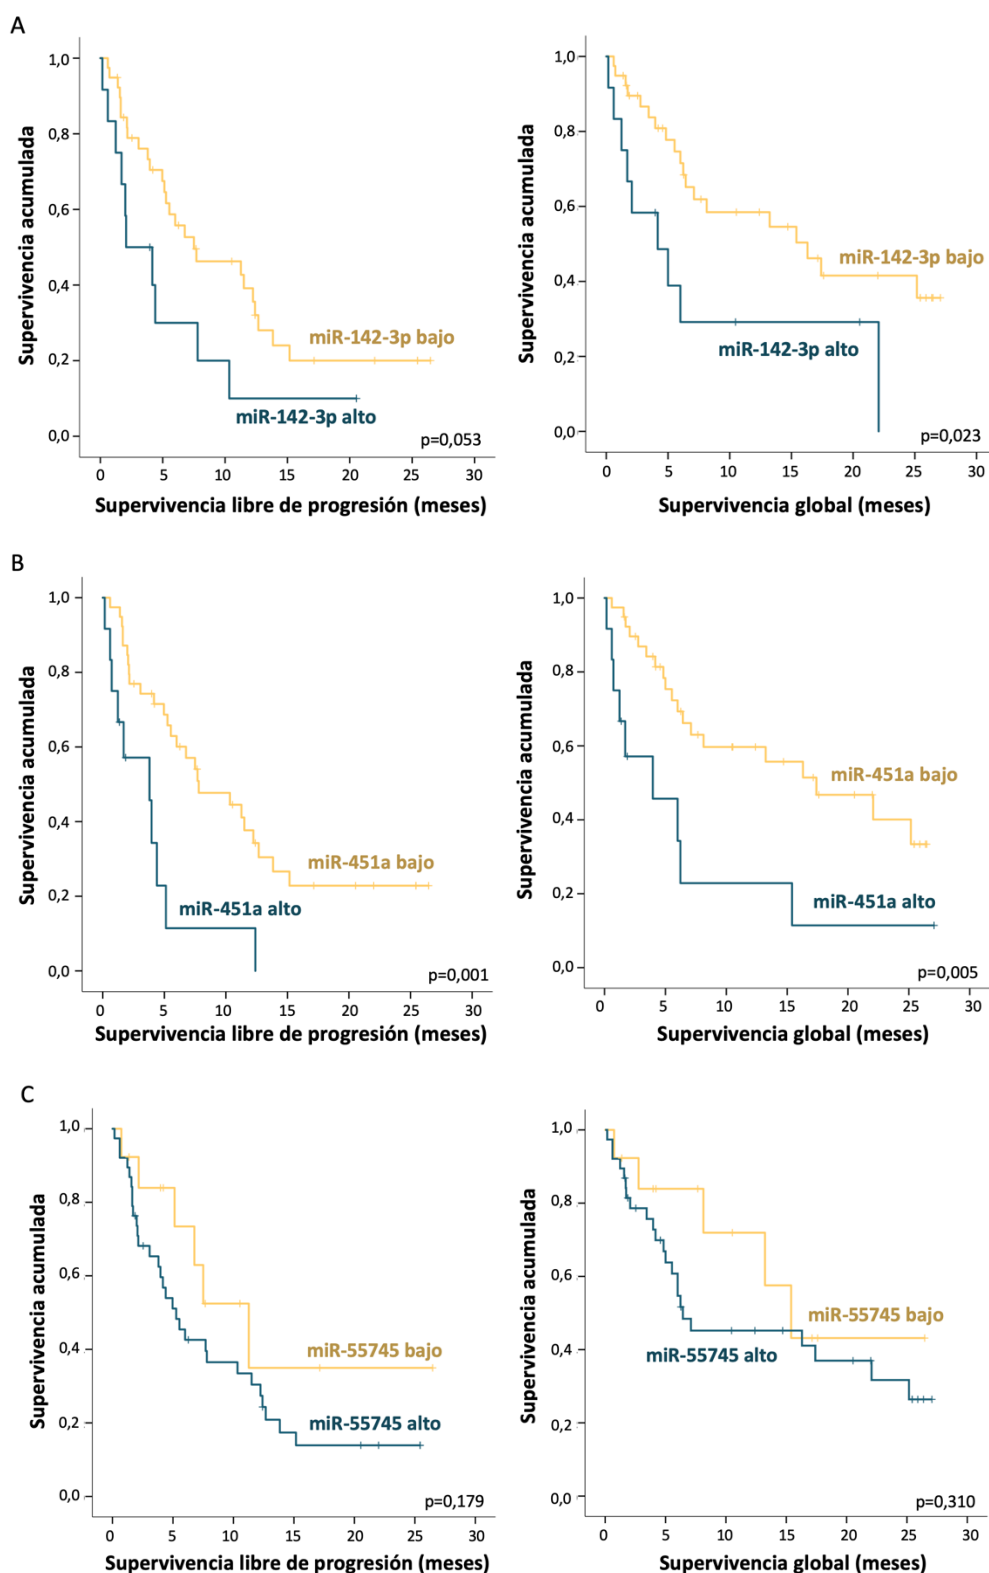 A
Supervivencia acumulada
1,0
0,8
0,6
0,4
0,2
0,0
miR-142-3p bajo
miR-142-3p alto
p=0,053
0 5 10 15 20 25 30
Supervivencia libre de progresión (meses)
Supervivencia acumulada
1,0
0,8
0,6
0,4
0,2
0,0
miR-142-3p bajo
miR-142-3p alto
p=0,023
0 5 10 15 20 25 30
Supervivencia global (meses)
B
Supervivencia acumulada
1,0
0,8
0,6
0,4
0,2
0,0
miR-451a bajo
miR-451a alto
p=0,001
0 5 10 15 20 25 30
Supervivencia libre de progresión (meses)
Supervivencia acumulada
1,0
0,8
0,6
0,4
0,2
0,0
miR-451a bajo
miR-451a alto
p=0,005
0 5 10 15 20 25 30
Supervivencia global (meses)
C
Supervivencia acumulada
1,0
0,8
0,6
0,4
0,2
0,0
miR-55745 bajo
miR-55745 alto
p=0,179
0 5 10 15 20 25 30
Supervivencia libre de progresión (meses)
Supervivencia acumulada
1,0
0,8
0,6
0,4
0,2
0,0
miR-55745 bajo
miR-55745 alto
p=0,310
0 5 10 15 20 25 30
Supervivencia global (meses)